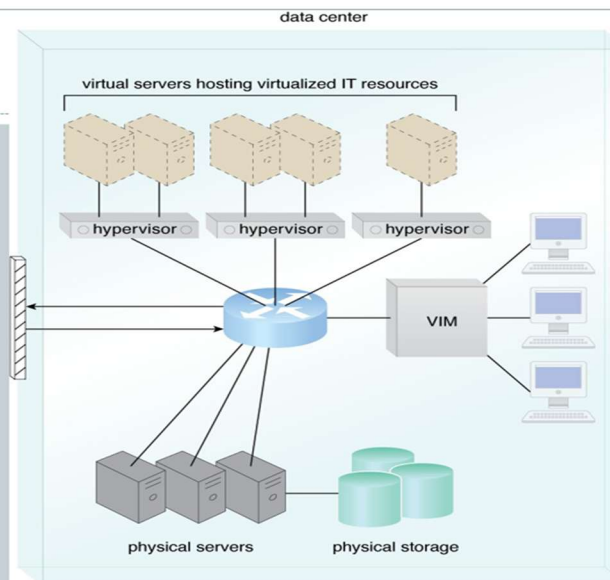 data center
virtual servers hosting virtualized IT resources
hypervisor
hypervisor
hypervisor
VIM
physical servers
physical storage